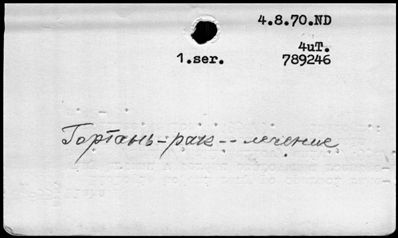 4.8.70.ND
4uT.
1.ser. 789246
Гортань-рак--лечение